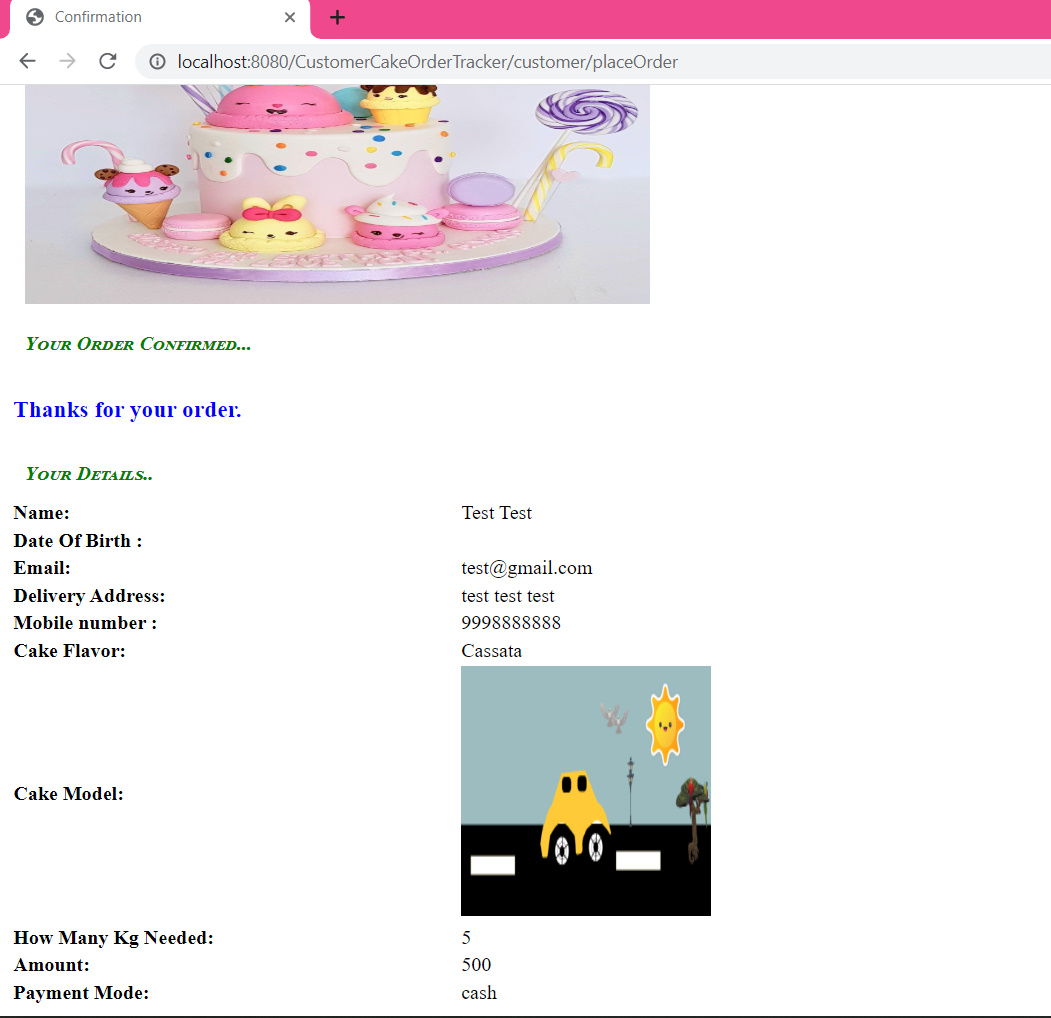 Confirmation
localhost:8080/CustomerCakeOrderTracker/customer/placeOrder
Your Order Confirmed...
Thanks for your order.
Your Details..
Name: Test Test
Date Of Birth :
Email: test@gmail.com
Delivery Address: test test test
Mobile number : 9998888888
Cake Flavor: Cassata
Cake Model:
How Many Kg Needed: 5
Amount: 500
Payment Mode: cash